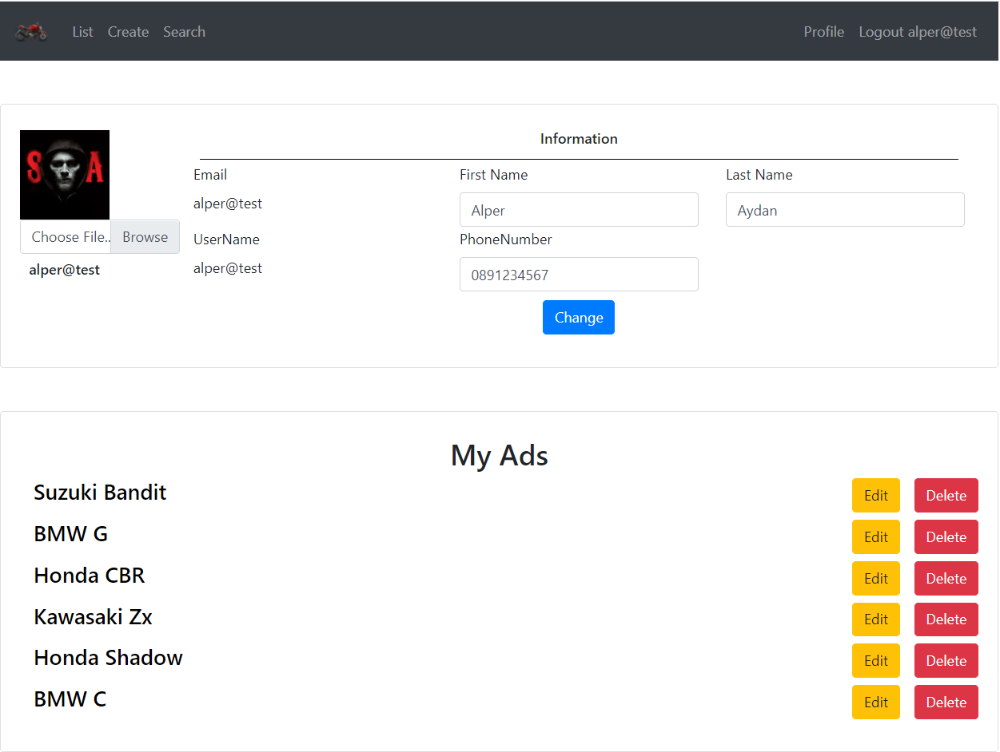 List Create Search Profile Logout alper@test
S A
Information
Email First Name Last Name
alper@test Alper Aydan
Choose File.. Browse
alper@test
UserName PhoneNumber
alper@test 0891234567
Change
My Ads
Suzuki Bandit Edit Delete
BMW G Edit Delete
Honda CBR Edit Delete
Kawasaki Zx Edit Delete
Honda Shadow Edit Delete
BMW C Edit Delete